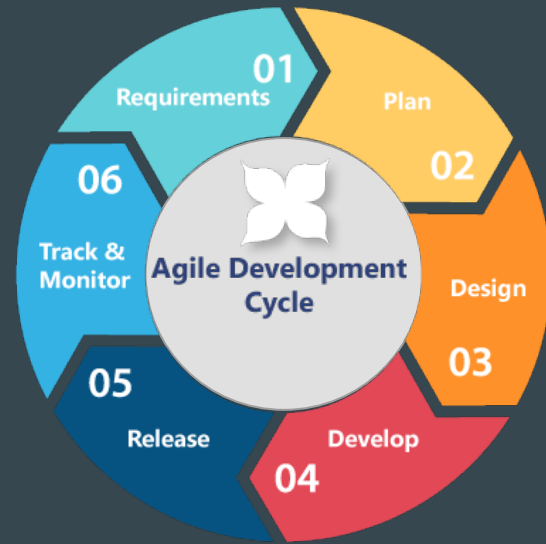 Agile Development
Cycle
01
Requirements
Plan
02
Design
03
Develop
04
05
Release
06
Track &
Monitor